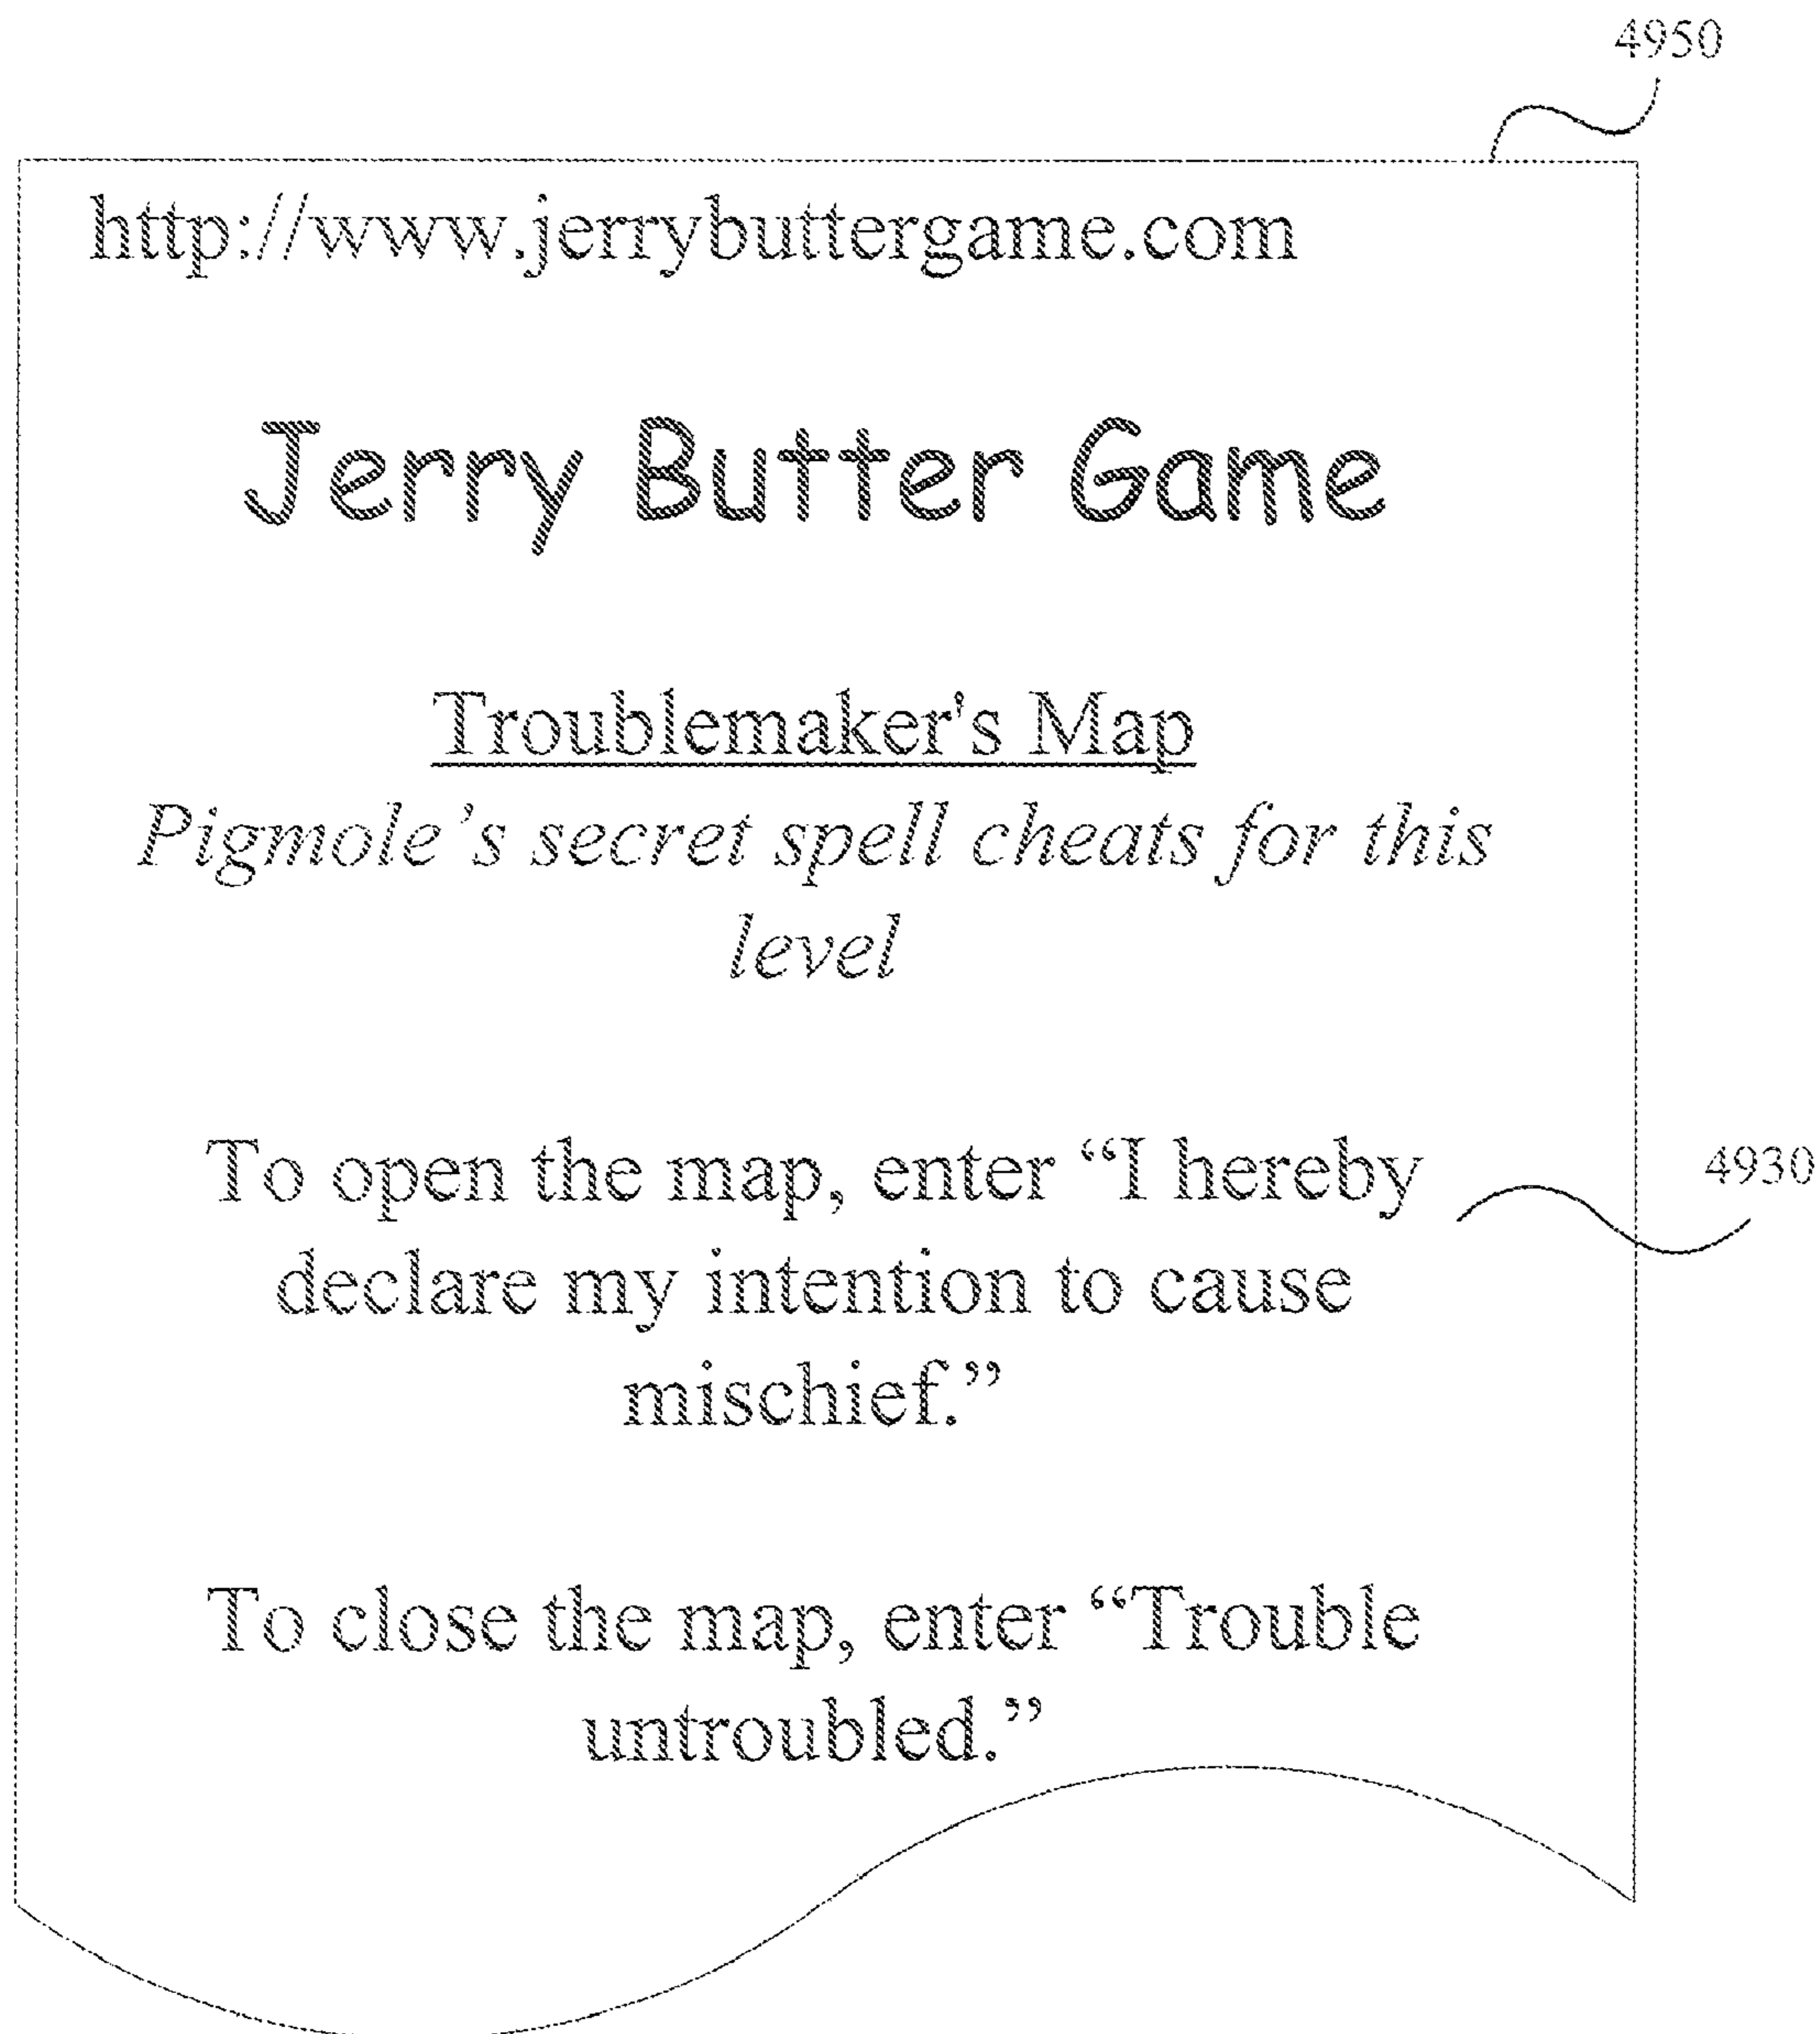 4950
http://www.jerrybuttergame.com
Jerry Butter Game
Troublemaker's Map
Pigmole’s secret spell cheats for this
level
To open the map, enter “I hereby
4930
declare my intention to cause
mischief.”
To close the map, enter “Trouble
untroubled.”